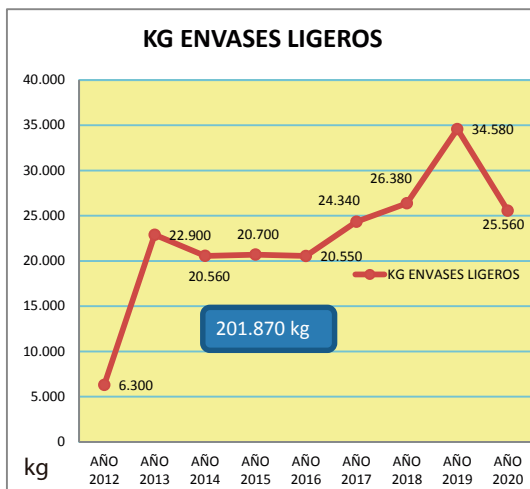 KG ENVASES LIGEROS
40.000
35.000
30.000
25.000
20.000
15.000
10.000
5.000
0
34.580
26.380
24.340
25.560
22.900
20.700
20.560
20.550
KG ENVASES LIGEROS
201.870 kg
6.300
kg
AÑO 2012
AÑO 2013
AÑO 2014
AÑO 2015
AÑO 2016
AÑO 2017
AÑO 2018
AÑO 2019
AÑO 2020